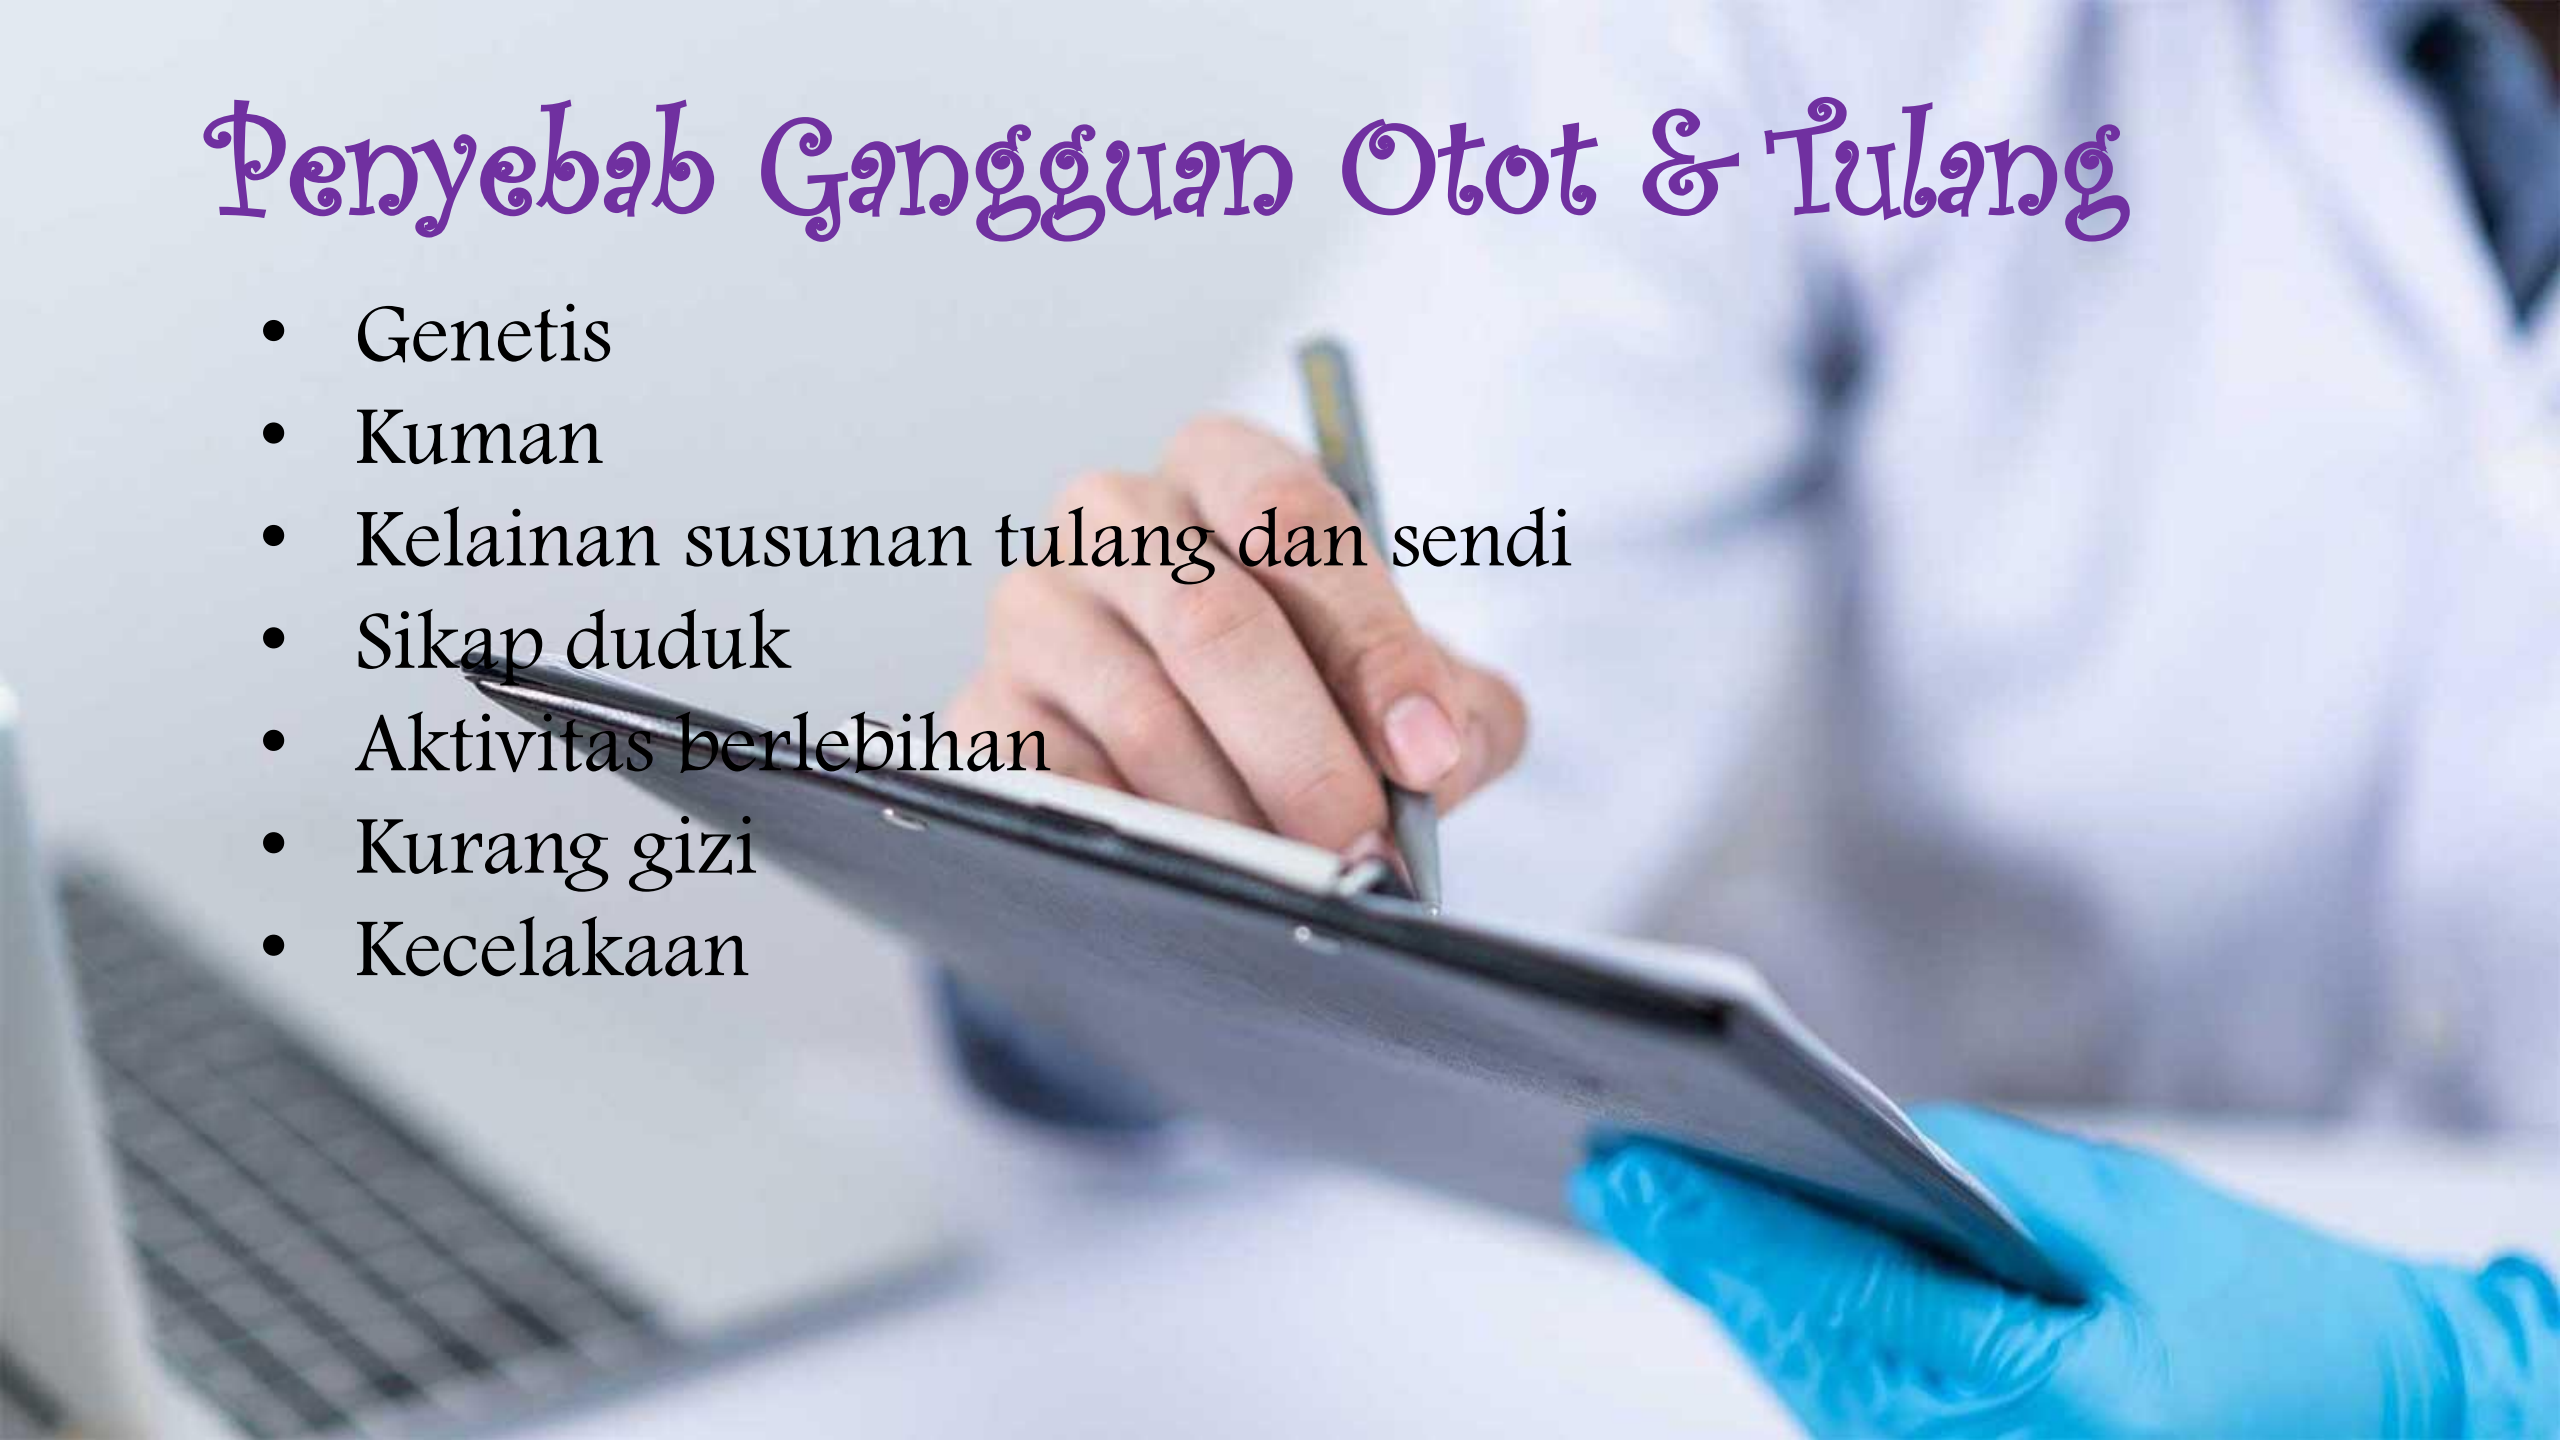 Penyebab Gangguan Otot & Tulang
• Genetis
• Kuman
• Kelainan susunan tulang dan sendi
• Sikap duduk
• Aktivitas berlebihan
• Kurang gizi
• Kecelakaan